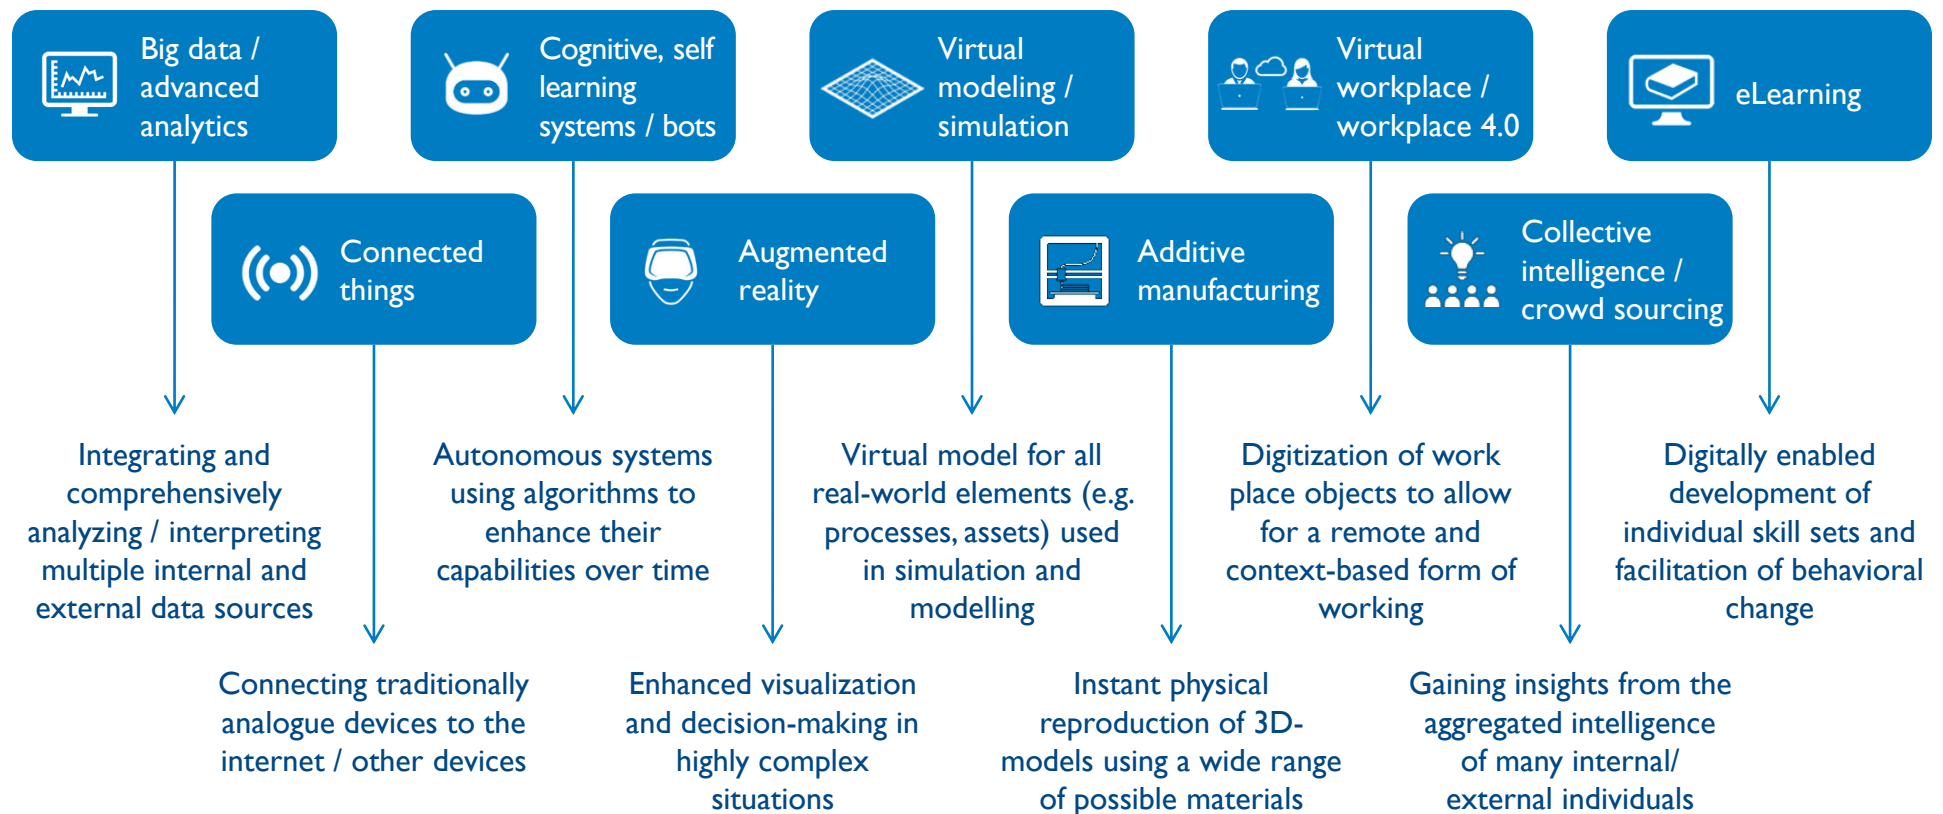 Big data /
advanced
analytics
Cognitive, self
learning
systems / bots
Virtual
modeling /
simulation
Virtual
workplace /
workplace 4.0
eLearning
Connected
things
Augmented
reality
Additive
manufacturing
Collective
intelligence /
crowd sourcing
Integrating and
comprehensively
analyzing / interpreting
multiple internal and
external data sources
Autonomous systems
using algorithms to
enhance their
capabilities over time
Virtual model for all
real-world elements (e.g.
processes, assets) used
in simulation and
modelling
Digitization of work
place objects to allow
for a remote and
context-based form of
working
Digitally enabled
development of
individual skill sets and
facilitation of behavioral
change
Connecting traditionally
analogue devices to the
internet / other devices
Enhanced visualization
and decision-making in
highly complex
situations
Instant physical
reproduction of 3D-
models using a wide range
of possible materials
Gaining insights from the
aggregated intelligence
of many internal/
external individuals